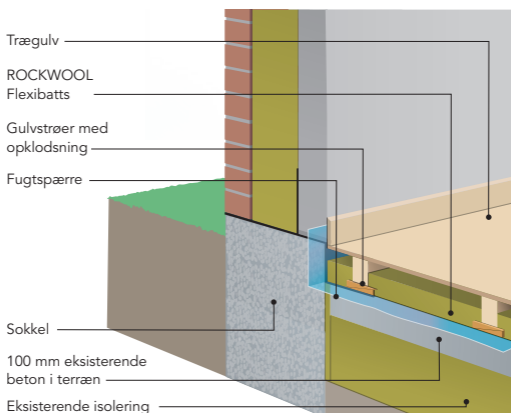 Trægulv
ROCKWOOL
Flexibatts
Gulvstrøer med
opklodsning
Fugtspærre
Sokkel
100 mm eksisterende
beton i terræn
Eksisterende isolering